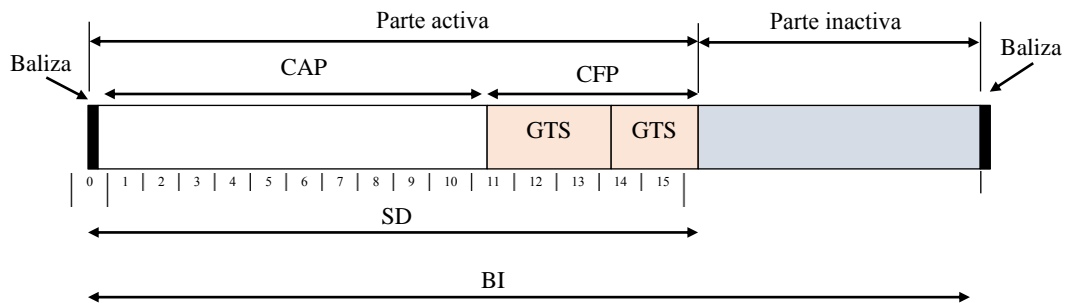 Parte activa
Parte inactiva
Baliza
Baliza
CAP
CFP
GTS
GTS
0 1 2 3 4 5 6 7 8 9 10 11 12 13 14 15
SD
BI